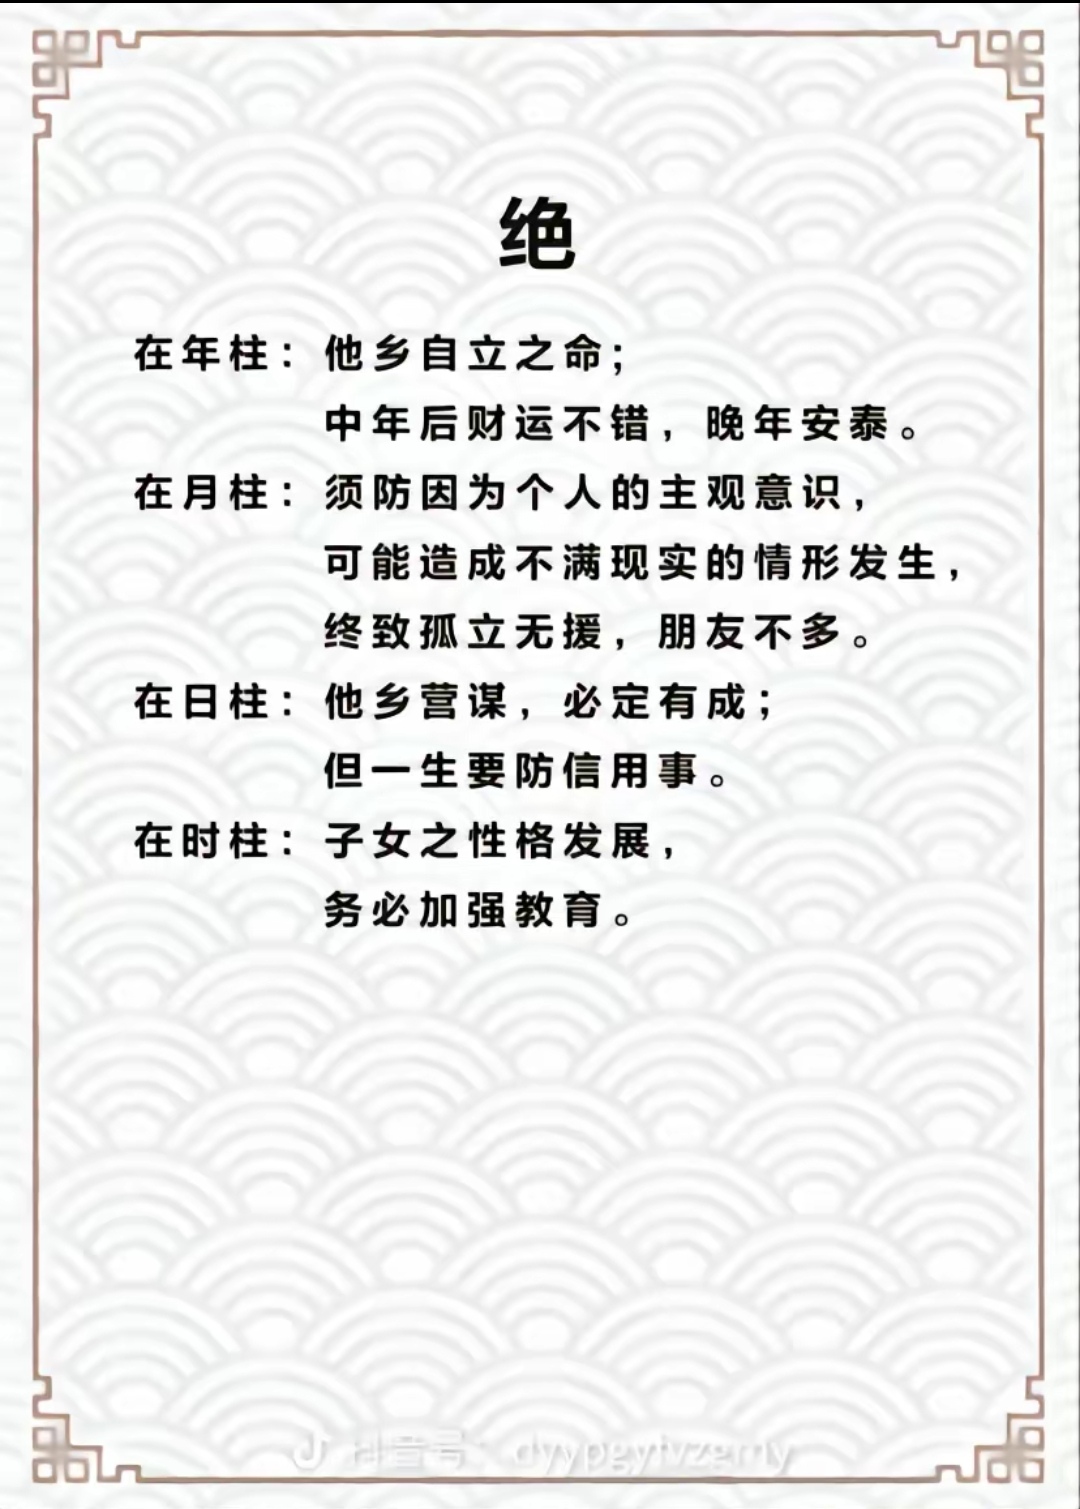 绝
在年柱：他乡自立之命；
中年后财运不错，晚年安泰。
在月柱：须防因为个人的主观意识，
可能造成不满现实的情形发生，
终致孤立无援，朋友不多。
在日柱：他乡营谋，必定有成；
但一生要防信用事。
在时柱：子女之性格发展，
务必加强教育。
抖音号：